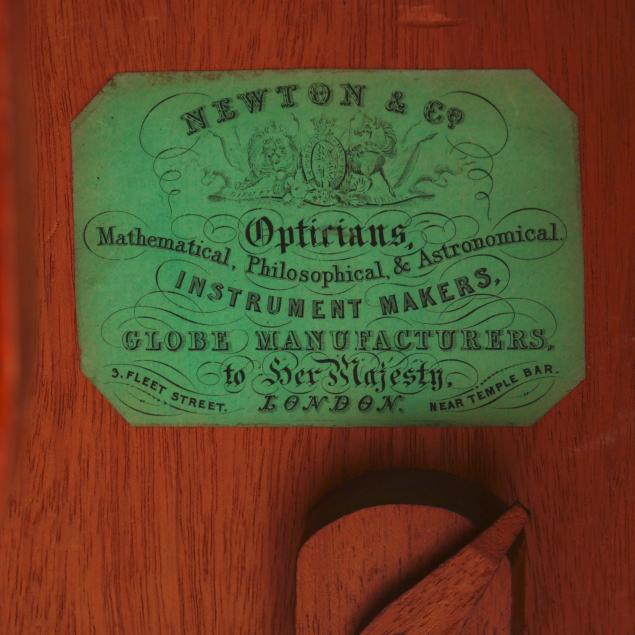 NEWTON & Cº
Opticians,
Mathematical, Philosophical, & Astronomical.
INSTRUMENT MAKERS,
GLOBE MANUFACTURERS,
to Her Majesty,
3. FLEET STREET. LONDON. NEAR TEMPLE BAR.